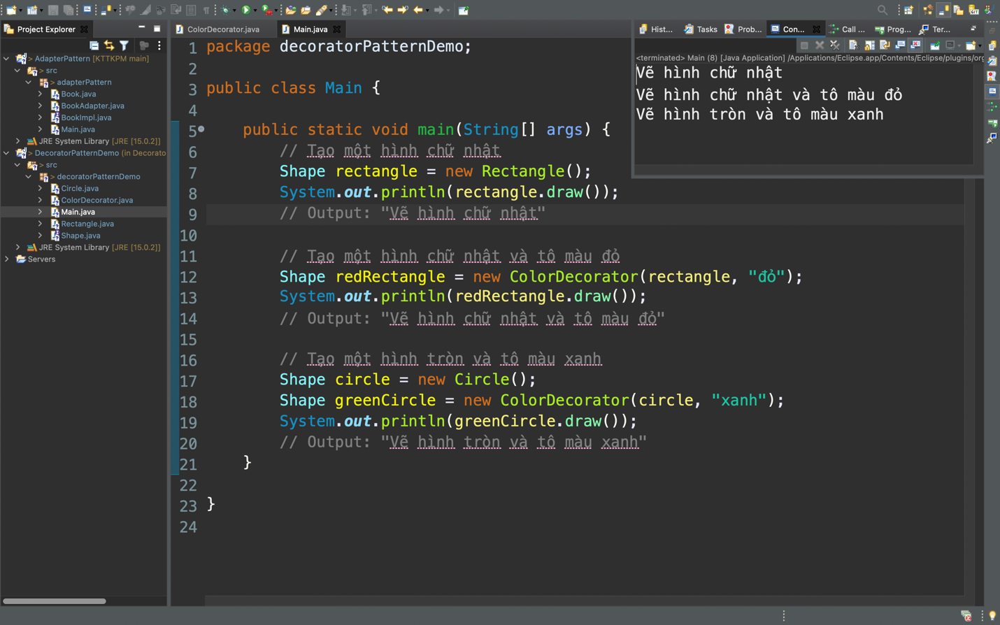 Project Explorer
AdapterPattern [KTTKPM main]
src
adapterPattern
Book.java
BookAdapter.java
BookImpl.java
Main.java
JRE System Library [JRE [15.0.2]]
DecoratorPatternDemo (in Decorato
src
decoratorPatternDemo
Circle.java
ColorDecorator.java
Main.java
Rectangle.java
Shape.java
JRE System Library [JRE [15.0.2]]
Servers
ColorDecorator.java
Main.java
1 package decoratorPatternDemo;
2
3 public class Main {
4
5 public static void main(String[] args) {
6 // Tạo một hình chữ nhật
7 Shape rectangle = new Rectangle();
8 System.out.println(rectangle.draw());
9 // Output: "Vẽ hình chữ nhật"
10
11 // Tạo một hình chữ nhật và tô màu đỏ
12 Shape redRectangle = new ColorDecorator(rectangle, "đỏ");
13 System.out.println(redRectangle.draw());
14 // Output: "Vẽ hình chữ nhật và tô màu đỏ"
15
16 // Tạo một hình tròn và tô màu xanh
17 Shape circle = new Circle();
18 Shape greenCircle = new ColorDecorator(circle, "xanh");
19 System.out.println(greenCircle.draw());
20 // Output: "Vẽ hình tròn và tô màu xanh"
21 }
22
23 }
24
Hist...
Tasks
Prob...
Con...
Call ...
Prog...
Ter...
<terminated> Main (8) [Java Application] /Applications/Eclipse.app/Contents/Eclipse/plugins/org
Vẽ hình chữ nhật
Vẽ hình chữ nhật và tô màu đỏ
Vẽ hình tròn và tô màu xanh